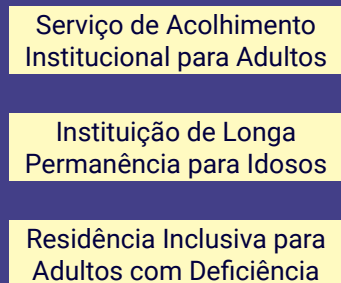 Serviço de Acolhimento
Institucional para Adultos
Instituição de Longa
Permanência para Idosos
Residência Inclusiva para
Adultos com Deficiência